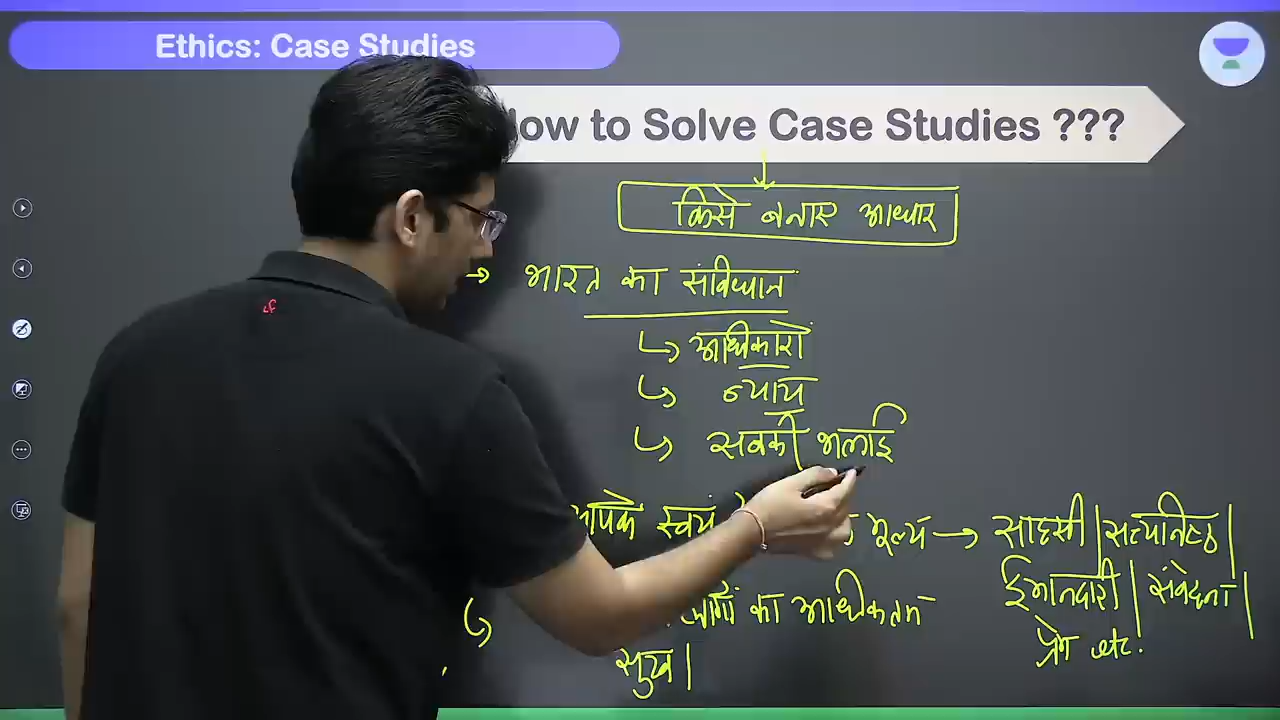 Ethics: Case Studies
How to Solve Case Studies ???
किसे बनाए आधार
→ भारत का संविधान
↳ अधिकारों
↳ न्याय
↳ सबकी भलाई
आपके स्वयं मूल्य → साहसी | सत्यनिष्ठ |
ईमानदारी | संवेदना |
प्रेम etc.
↳ का अधिकतम
सुख |